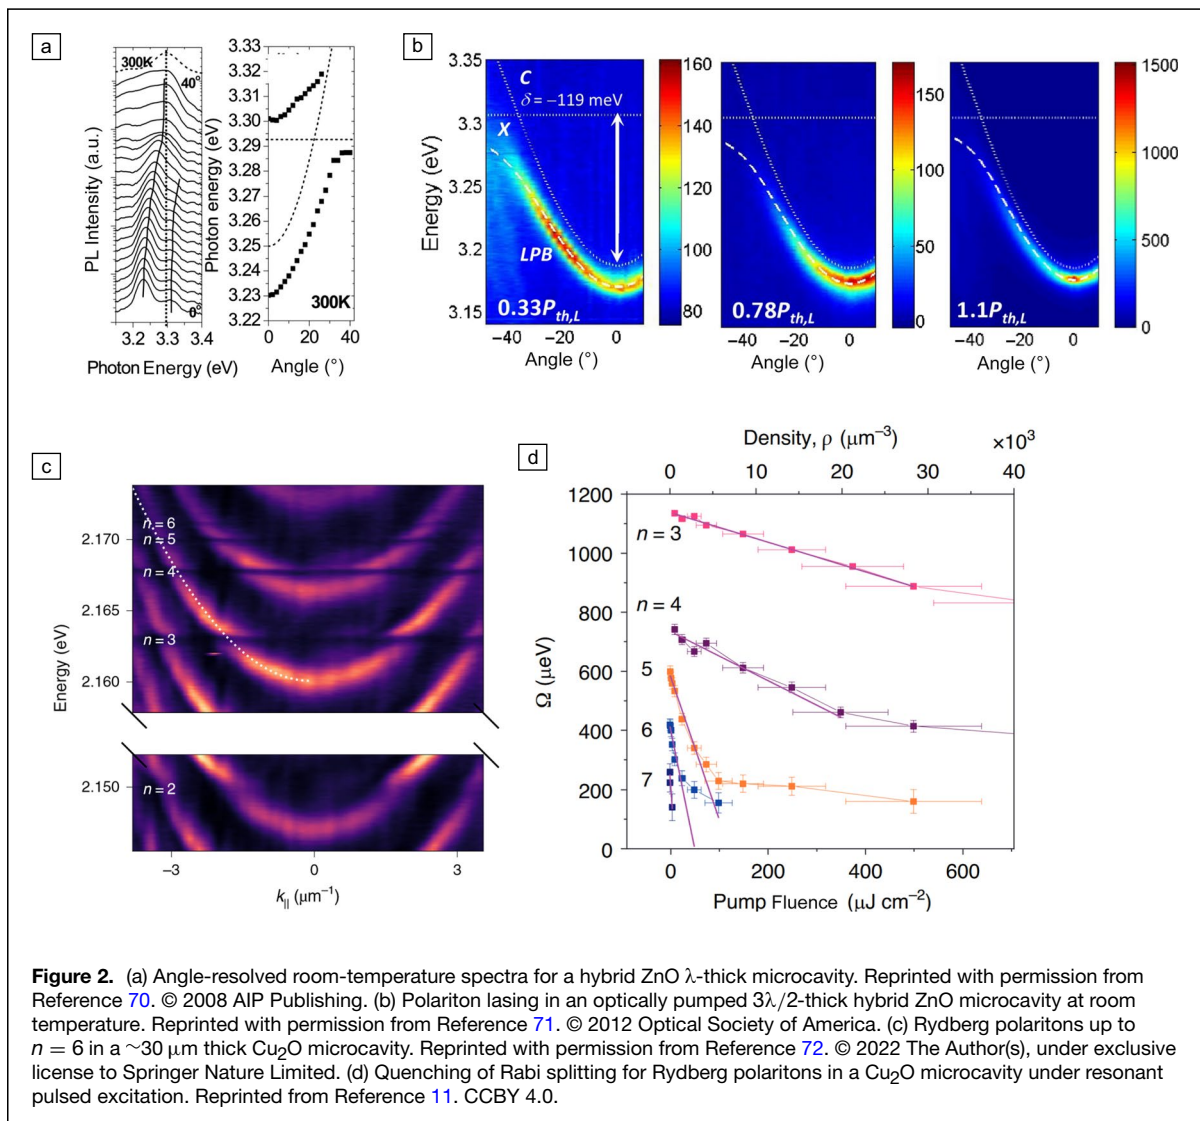 a
300K
40°
0°
PL Intensity (a.u.)
3.2 3.3 3.4
Photon Energy (eV)
3.33
3.32
3.31
3.30
3.29
3.28
3.27
3.26
3.25
3.24
3.23
3.22
Photon energy (eV)
300K
0 20 40
Angle (°)
b
3.35
3.3
3.25
3.2
3.15
Energy (eV)
C
δ = −119 meV
X
LPB
0.33Pth,L
−40 −20 0
Angle (°)
160
140
120
100
80
0.78Pth,L
−40 −20 0
Angle (°)
150
100
50
0
1.1Pth,L
−40 −20 0
Angle (°)
1500
1000
500
0
c
2.170
2.165
2.160
2.150
Energy (eV)
n = 6
n = 5
n = 4
n = 3
n = 2
−3 0 3
k|| (μm−1)
d
Density, ρ (μm−3) ×10³
0 10 20 30 40
1200
1000
800
600
400
200
0
Ω (μeV)
n = 3
n = 4
5
6
7
0 200 400 600
Pump Fluence (μJ cm−2)
Figure 2. (a) Angle-resolved room-temperature spectra for a hybrid ZnO λ-thick microcavity. Reprinted with permission from
Reference 70. © 2008 AIP Publishing. (b) Polariton lasing in an optically pumped 3λ/2-thick hybrid ZnO microcavity at room
temperature. Reprinted with permission from Reference 71. © 2012 Optical Society of America. (c) Rydberg polaritons up to
n = 6 in a ∼30 μm thick Cu2O microcavity. Reprinted with permission from Reference 72. © 2022 The Author(s), under exclusive
license to Springer Nature Limited. (d) Quenching of Rabi splitting for Rydberg polaritons in a Cu2O microcavity under resonant
pulsed excitation. Reprinted from Reference 11. CCBY 4.0.